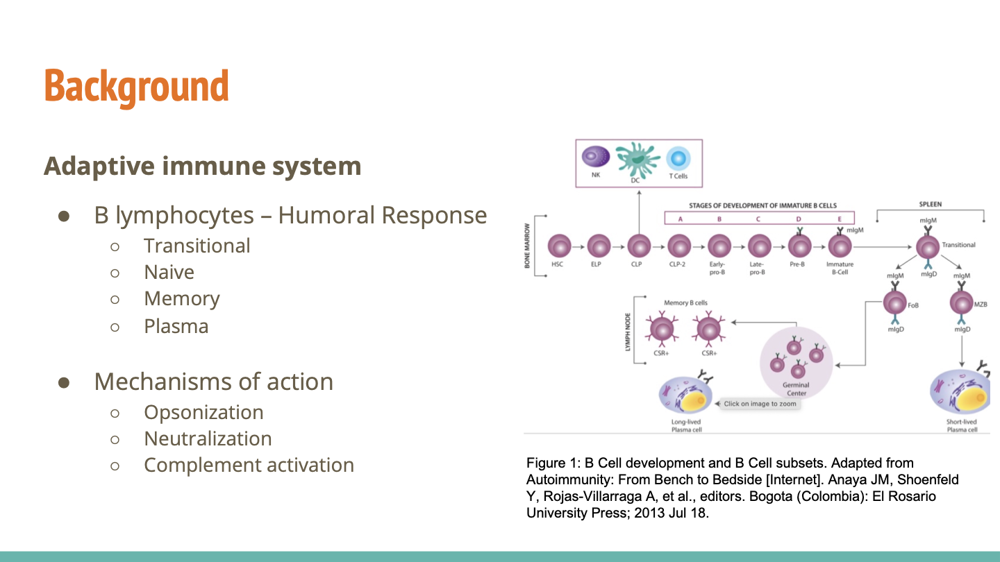 Background
Adaptive immune system
● B lymphocytes – Humoral Response
○ Transitional
○ Naive
○ Memory
○ Plasma
● Mechanisms of action
○ Opsonization
○ Neutralization
○ Complement activation
NK
DC
T Cells
STAGES OF DEVELOPMENT OF IMMATURE B CELLS
A B C D E
SPLEEN
BONE MARROW
mIgM
mIgM
Transitional
HSC
ELP
CLP
CLP-2
Early-
pro-B
Late-
pro-B
Pre-B
Immature
B-Cell
mIgD
mIgM
mIgM
FoB
MZB
mIgD
mIgD
LYMPH NODE
Memory B cells
CSR+
CSR+
Germinal
Center
Click on image to zoom
Long-lived
Plasma cell
Short-lived
Plasma cell
Figure 1: B Cell development and B Cell subsets. Adapted from
Autoimmunity: From Bench to Bedside [Internet]. Anaya JM, Shoenfeld
Y, Rojas-Villarraga A, et al., editors. Bogota (Colombia): El Rosario
University Press; 2013 Jul 18.